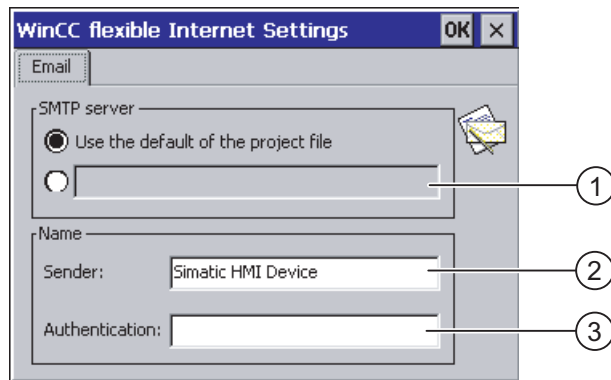 WinCC flexible Internet Settings OK ×
Email
SMTP server
Use the default of the project file
1
Name
Sender: Simatic HMI Device
2
Authentication:
3